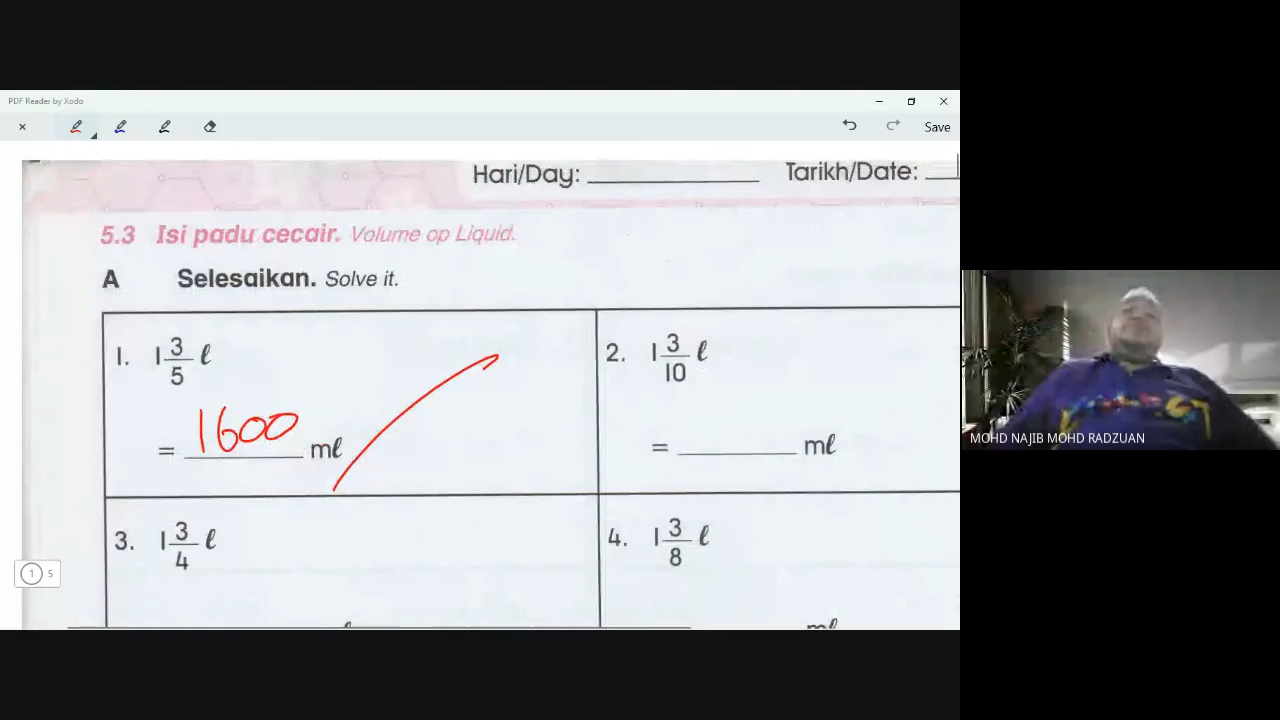 PDF Reader by Xodo
Save
Hari/Day: Tarikh/Date:
5.3 Isi padu cecair. Volume op Liquid.
A Selesaikan. Solve it.
1. 1 3/5 ℓ
= 1600 mℓ
2. 1 3/10 ℓ
= mℓ
3. 1 3/4 ℓ
4. 1 3/8 ℓ
mℓ
1 5
MOHD NAJIB MOHD RADZUAN